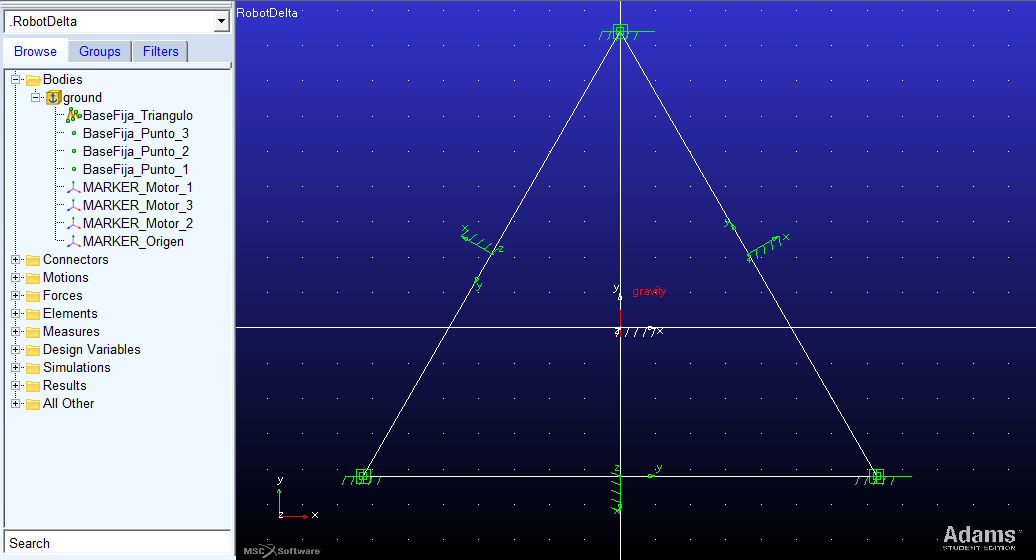 .RobotDelta
Browse Groups Filters
Bodies
ground
BaseFija_Triangulo
BaseFija_Punto_3
BaseFija_Punto_2
BaseFija_Punto_1
MARKER_Motor_1
MARKER_Motor_3
MARKER_Motor_2
MARKER_Origen
Connectors
Motions
Forces
Elements
Measures
Design Variables
Simulations
Results
All Other
Search
RobotDelta
x
z
y
y
x
y
gravity
z
x
z
y
x
y
z
x
MSC Software
Adams
STUDENT EDITION